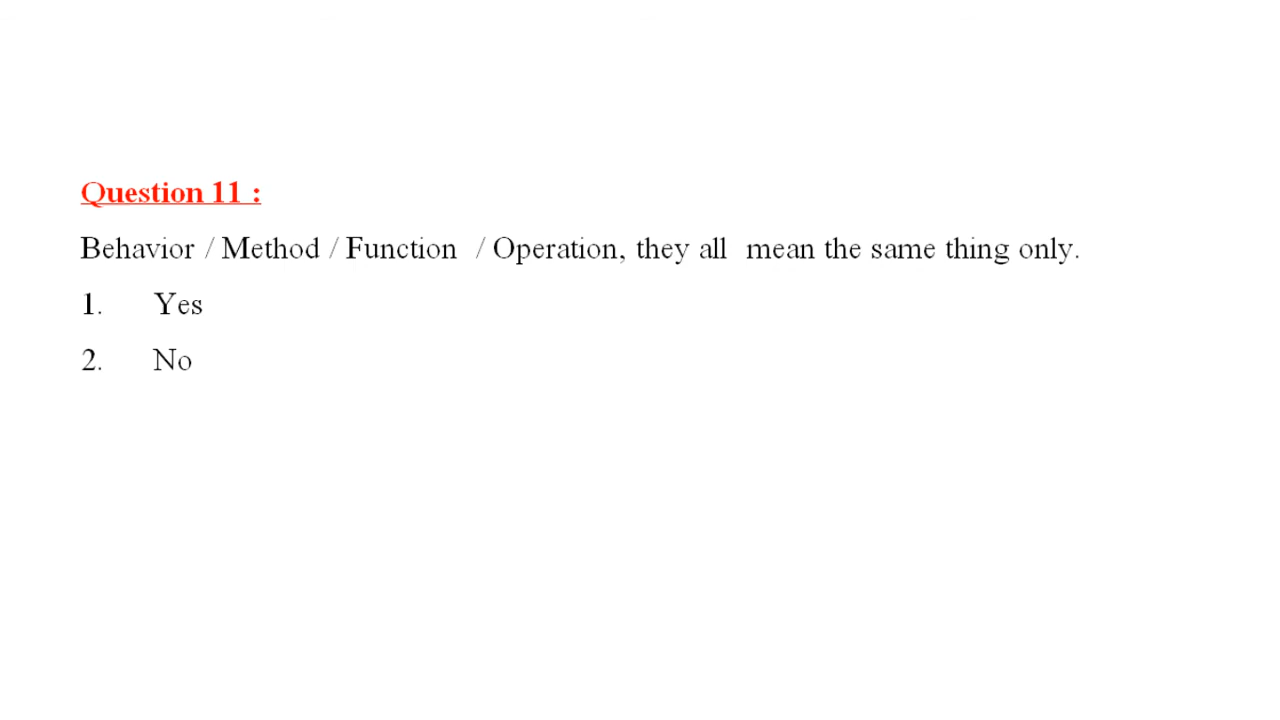 Question 11 :
Behavior / Method / Function / Operation, they all mean the same thing only.
1. Yes
2. No